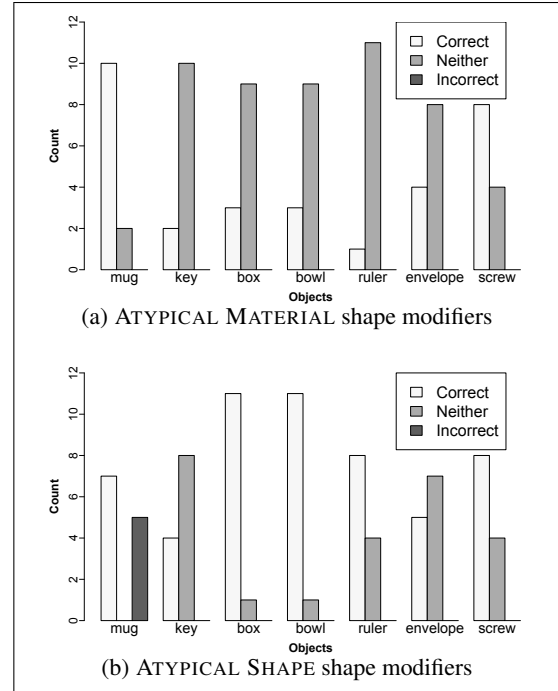 12
10
8
6
4
2
0
Count
Correct
Neither
Incorrect
mug key box bowl ruler envelope screw
Objects
(a) ATYPICAL MATERIAL shape modifiers
12
10
8
6
4
2
0
Count
Correct
Neither
Incorrect
mug key box bowl ruler envelope screw
Objects
(b) ATYPICAL SHAPE shape modifiers